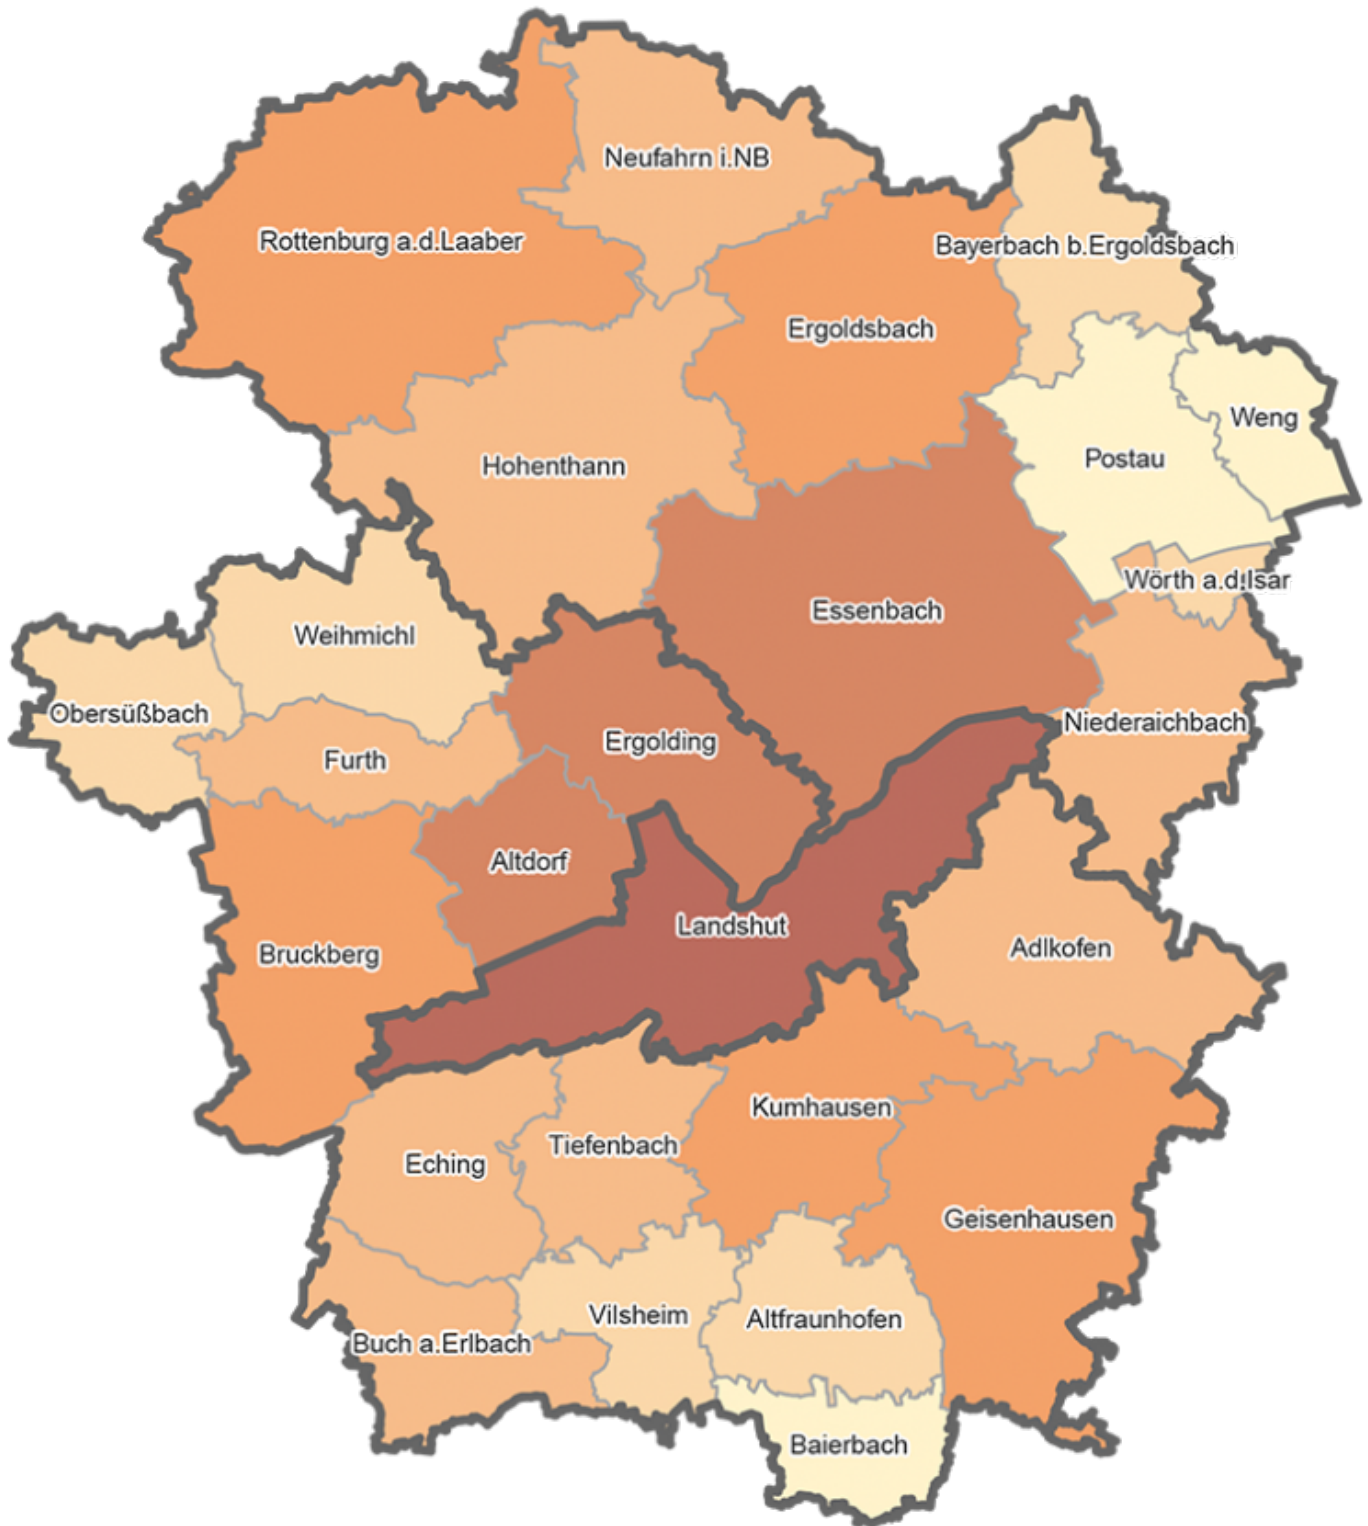 Neufahrn i.NB
Rottenburg a.d.Laaber
Bayerbach b.Ergoldsbach
Ergoldsbach
Weng
Postau
Hohenthann
Wörth a.d.Isar
Essenbach
Weihmichl
Obersüßbach
Niederaichbach
Ergolding
Furth
Altdorf
Landshut
Adlkofen
Bruckberg
Kumhausen
Tiefenbach
Eching
Geisenhausen
Vilsheim
Altfraunhofen
Buch a.Erlbach
Baierbach